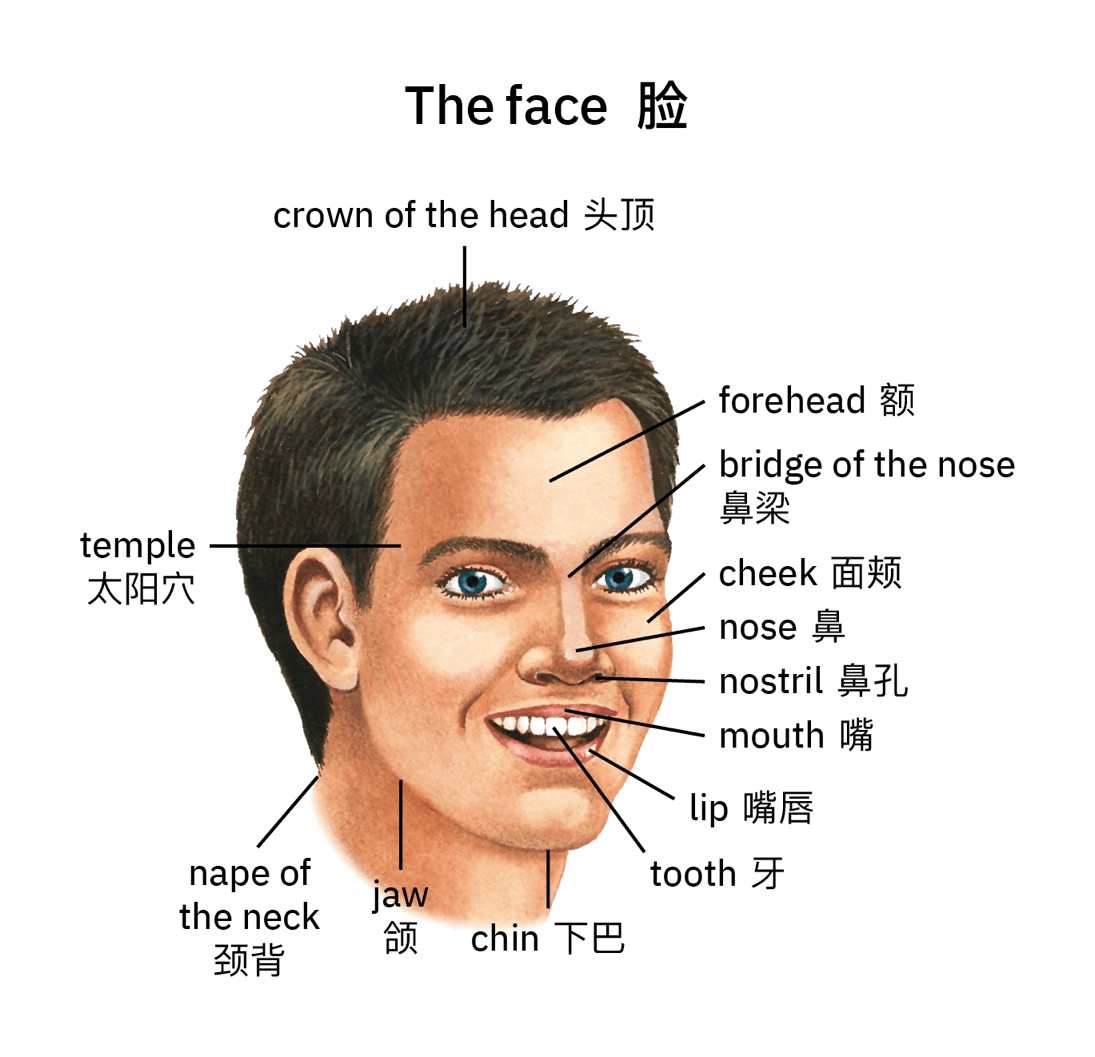 The face 脸
crown of the head 头顶
forehead 额
bridge of the nose
鼻梁
temple
太阳穴
cheek 面颊
nose 鼻
nostril 鼻孔
mouth 嘴
lip 嘴唇
tooth 牙
nape of
the neck
颈背
jaw
颌
chin 下巴